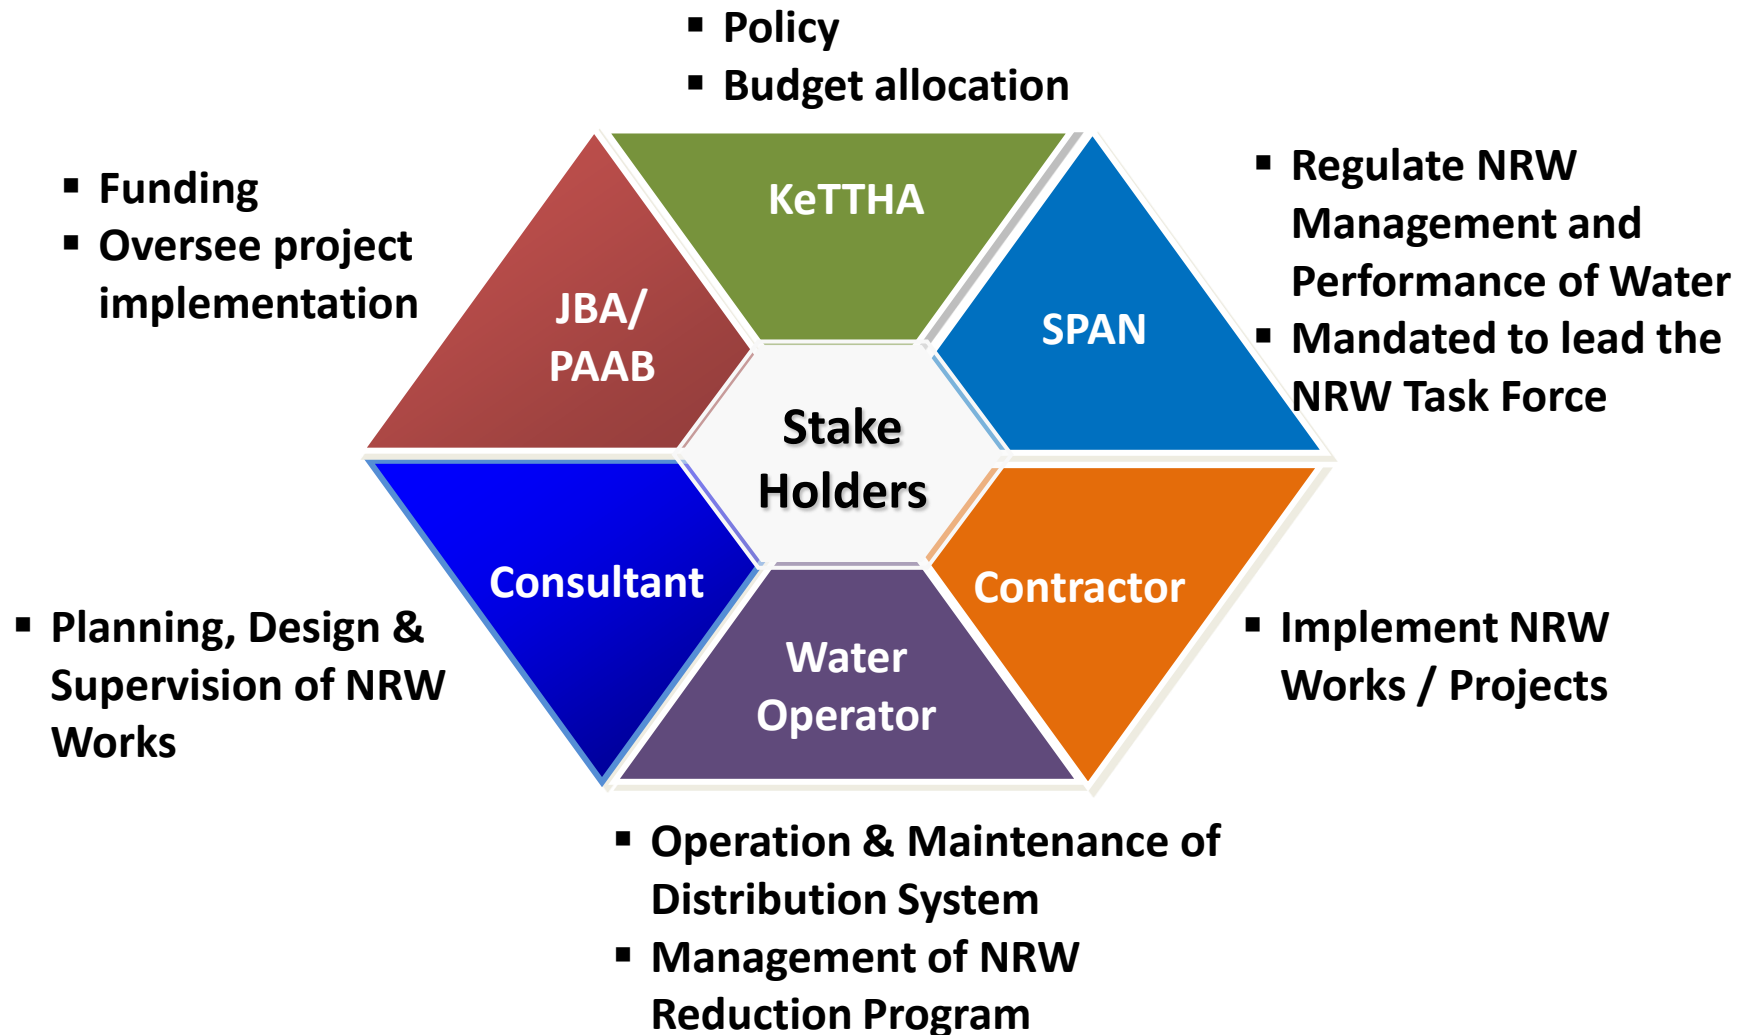 ▪ Policy
▪ Budget allocation
▪ Funding
▪ Oversee project
implementation
KeTTHA
▪ Regulate NRW
Management and
Performance of Water
▪ Mandated to lead the
NRW Task Force
JBA/
PAAB
SPAN
Stake
Holders
Consultant
Contractor
Water
Operator
▪ Planning, Design &
Supervision of NRW
Works
▪ Implement NRW
Works / Projects
▪ Operation & Maintenance of
Distribution System
▪ Management of NRW
Reduction Program